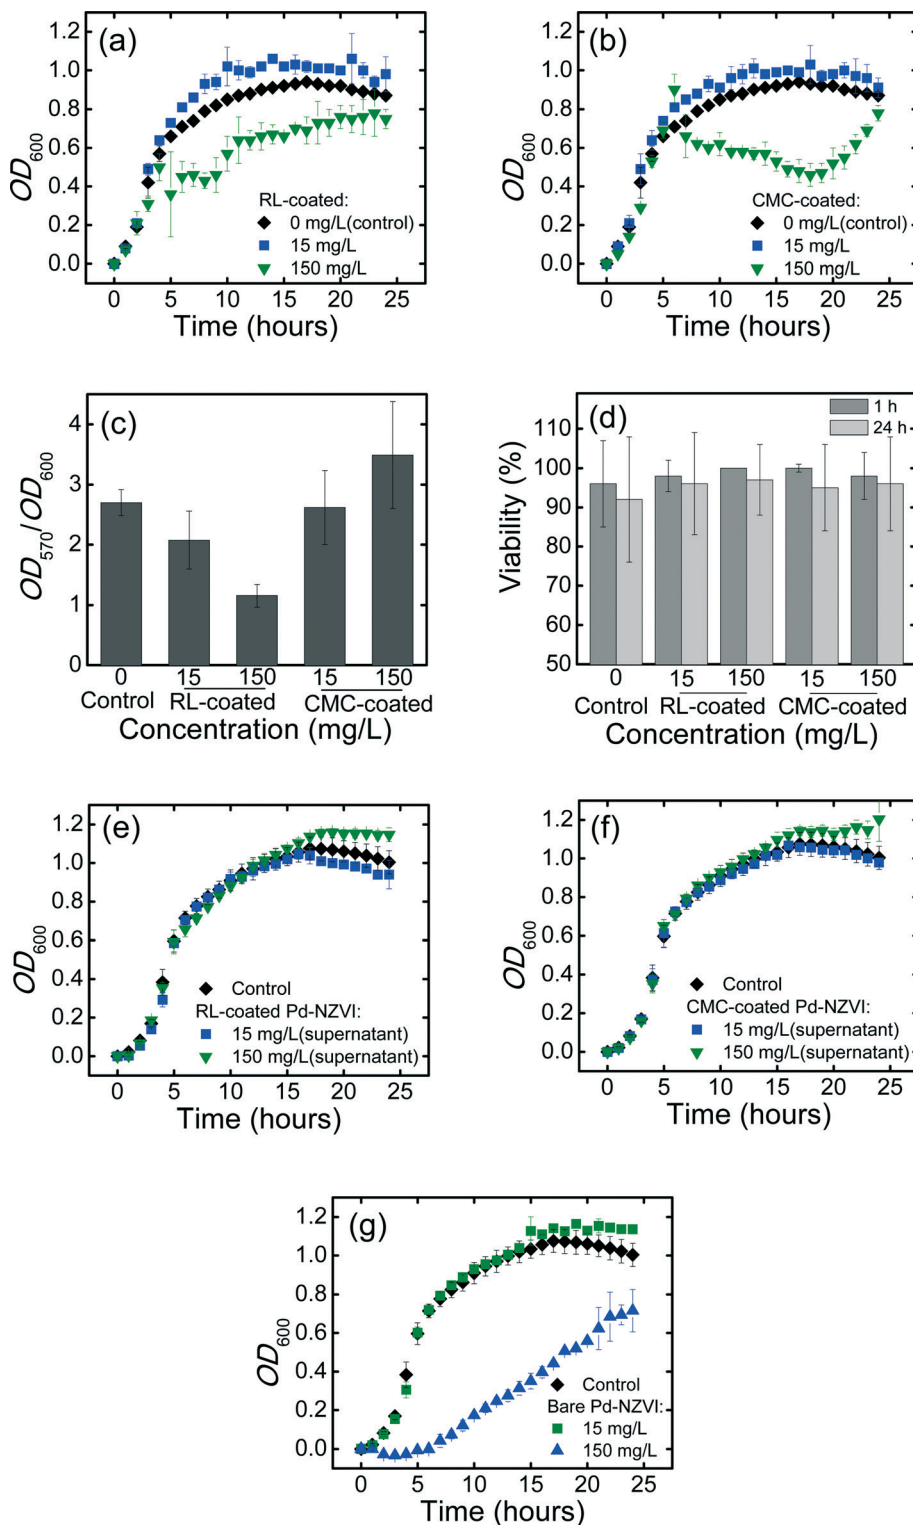 (a)
OD600
1.2
1.0
0.8
0.6
0.4
0.2
0.0
RL-coated:
0 mg/L(control)
15 mg/L
150 mg/L
0 5 10 15 20 25
Time (hours)
(b)
OD600
1.2
1.0
0.8
0.6
0.4
0.2
0.0
CMC-coated:
0 mg/L(control)
15 mg/L
150 mg/L
0 5 10 15 20 25
Time (hours)
(c)
OD570/OD600
4
3
2
1
0
0 15 150 15 150
Control RL-coated CMC-coated
Concentration (mg/L)
(d)
1 h
24 h
Viability (%)
110
100
90
80
70
60
50
0 15 150 15 150
Control RL-coated CMC-coated
Concentration (mg/L)
(e)
OD600
1.2
1.0
0.8
0.6
0.4
0.2
0.0
Control
RL-coated Pd-NZVI:
15 mg/L(supernatant)
150 mg/L(supernatant)
0 5 10 15 20 25
Time (hours)
(f)
OD600
1.2
1.0
0.8
0.6
0.4
0.2
0.0
Control
CMC-coated Pd-NZVI:
15 mg/L(supernatant)
150 mg/L(supernatant)
0 5 10 15 20 25
Time (hours)
(g)
OD600
1.2
1.0
0.8
0.6
0.4
0.2
0.0
Control
Bare Pd-NZVI:
15 mg/L
150 mg/L
0 5 10 15 20 25
Time (hours)